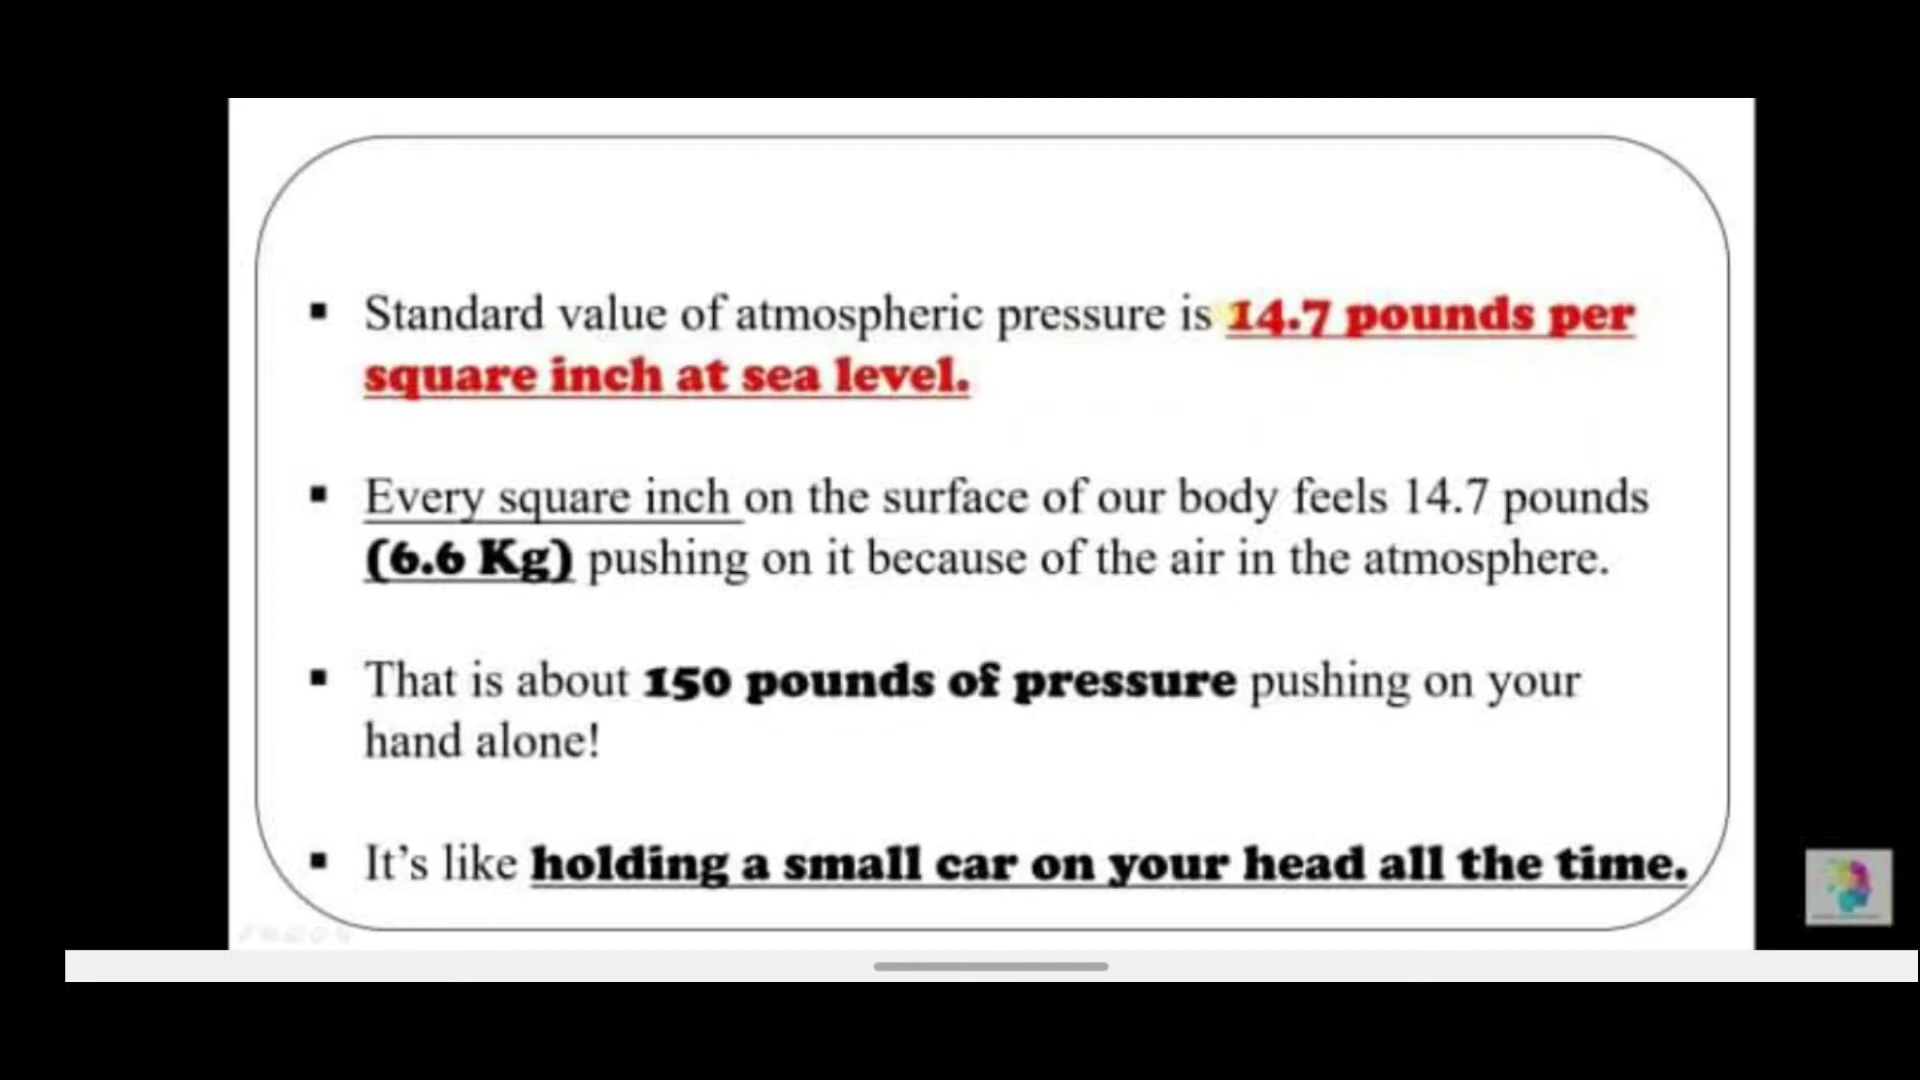 Standard value of atmospheric pressure is 14.7 pounds per
square inch at sea level.
Every square inch on the surface of our body feels 14.7 pounds
(6.6 Kg) pushing on it because of the air in the atmosphere.
That is about 150 pounds of pressure pushing on your
hand alone!
It's like holding a small car on your head all the time.